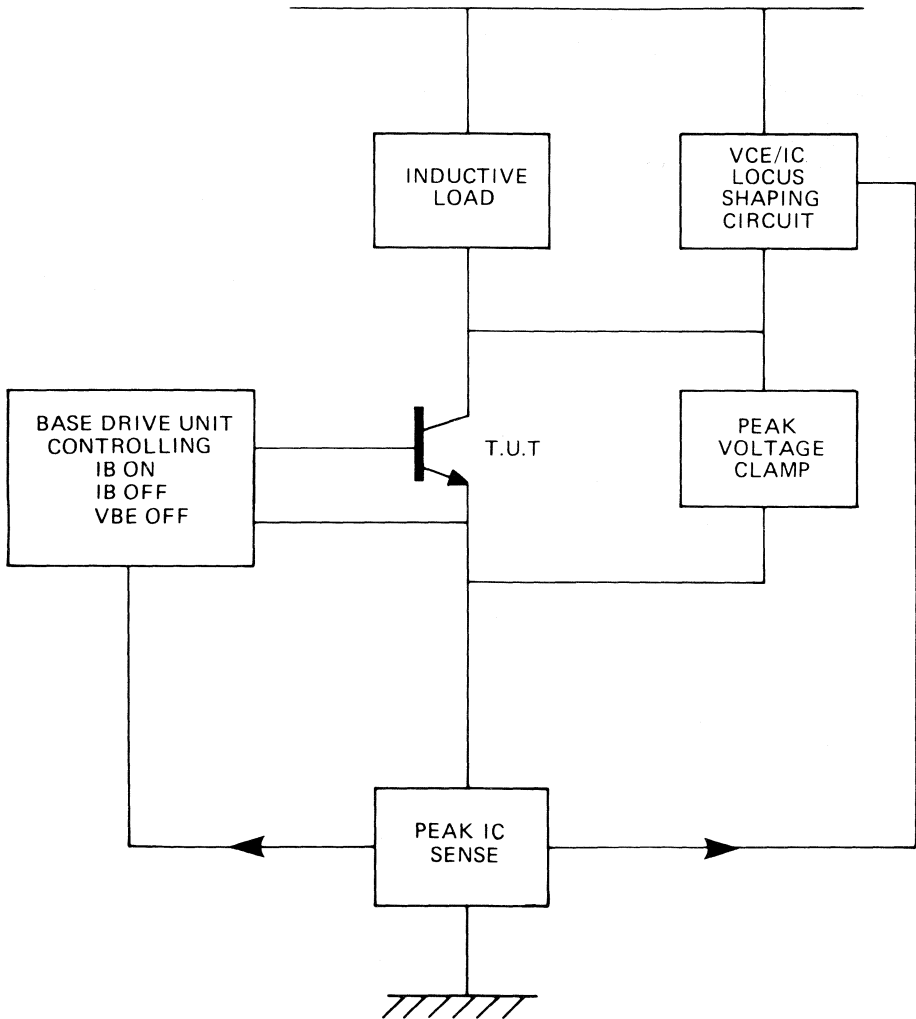 INDUCTIVE
LOAD
VCE/IC
LOCUS
SHAPING
CIRCUIT
BASE DRIVE UNIT
CONTROLLING
IB ON
IB OFF
VBE OFF
T.U.T
PEAK
VOLTAGE
CLAMP
PEAK IC
SENSE